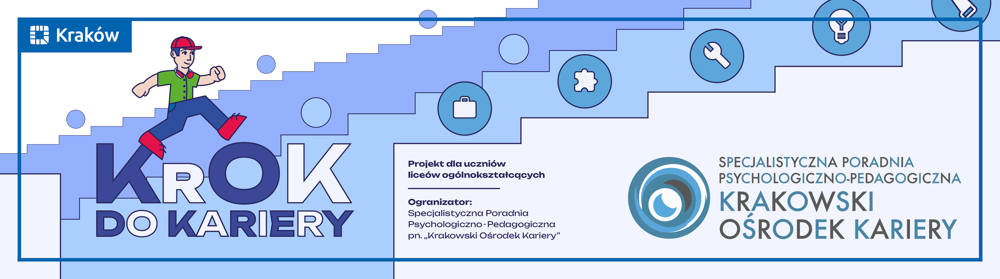 Kraków
KROK
DO KARIERY
Projekt dla uczniów
liceów ogólnokształcących
Ogranizator:
Specjalistyczna Poradnia
Psychologiczno-Pedagogiczna
pn. „Krakowski Ośrodek Kariery”
SPECJALISTYCZNA PORADNIA
PSYCHOLOGICZNO-PEDAGOGICZNA
KRAKOWSKI
OŚRODEK KARIERY